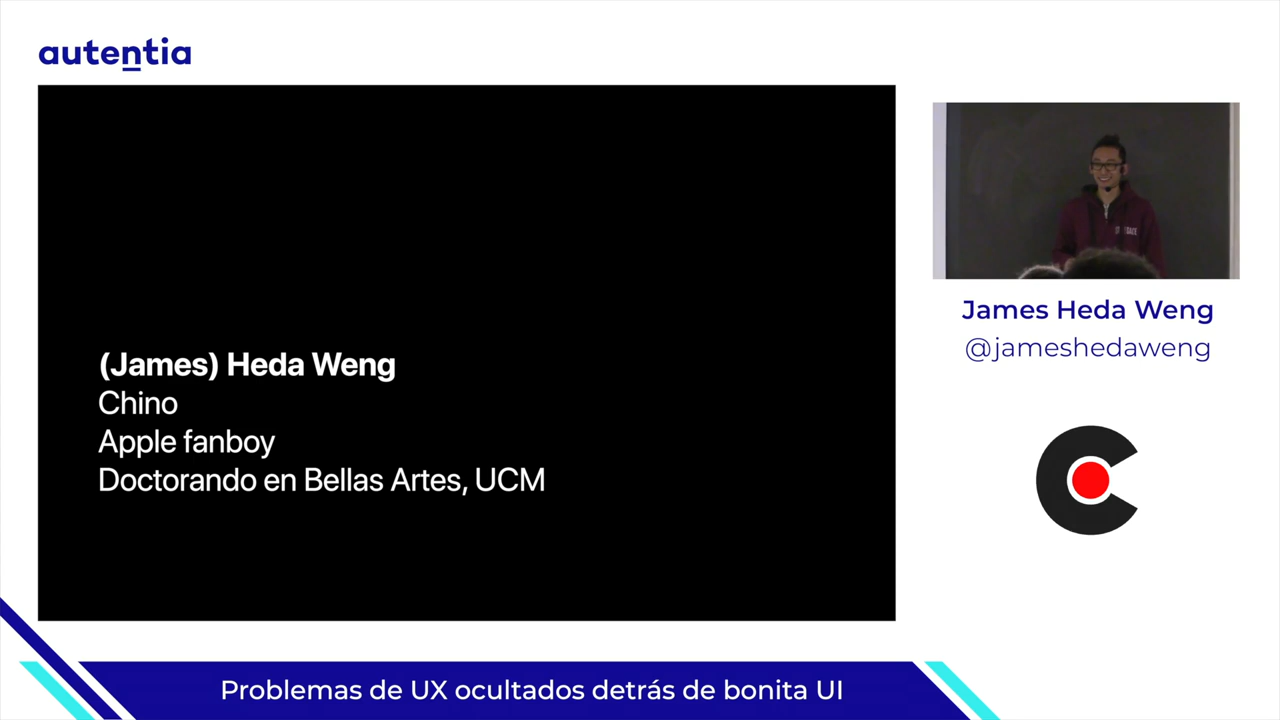 autentia
(James) Heda Weng
Chino
Apple fanboy
Doctorando en Bellas Artes, UCM
James Heda Weng
@jameshedaweng
Problemas de UX ocultados detrás de bonita UI